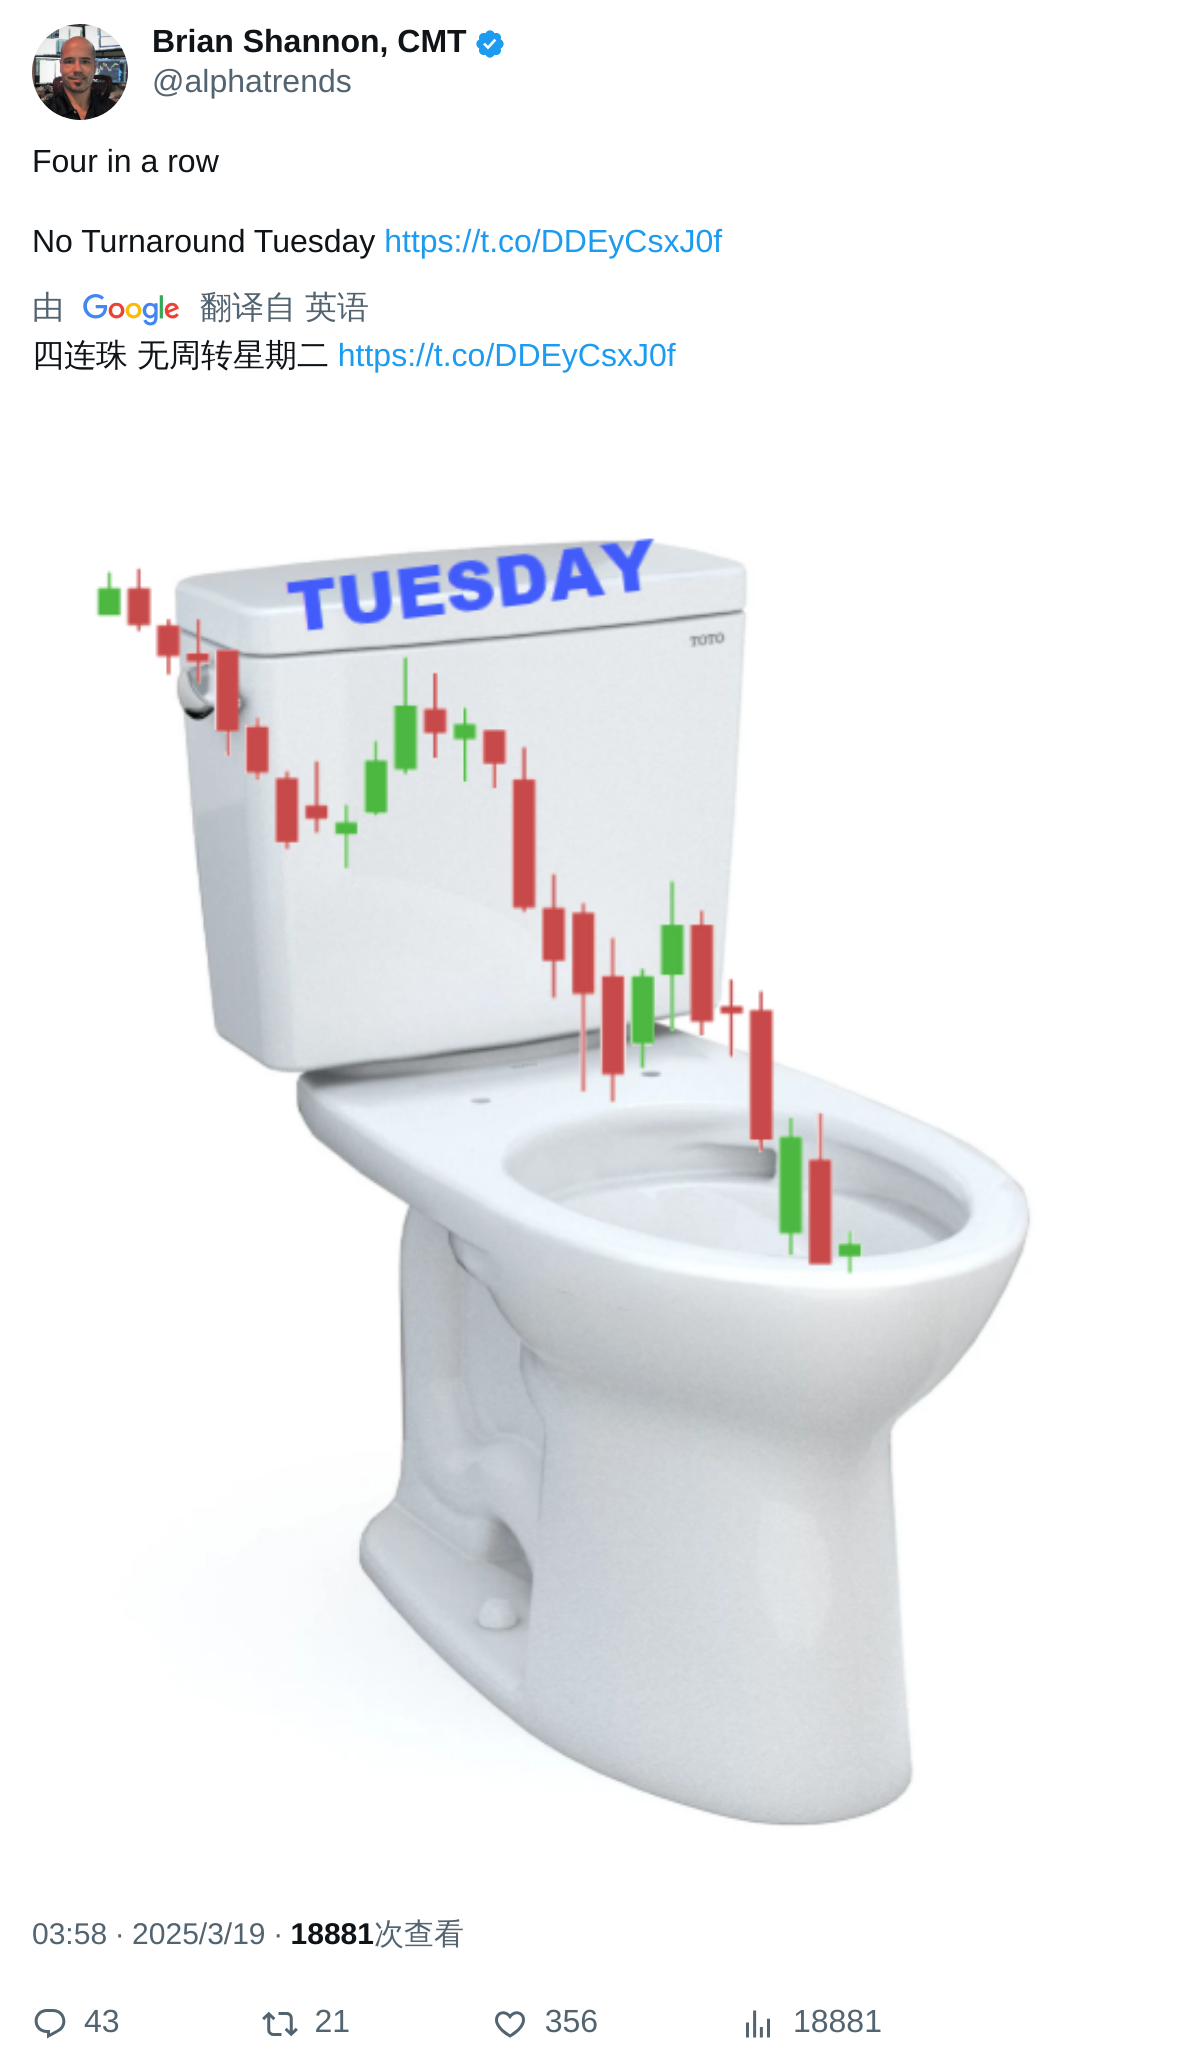 Brian Shannon, CMT
@alphatrends
Four in a row
No Turnaround Tuesday https://t.co/DDEyCsxJ0f
由 Google 翻译自 英语
四连珠 无周转星期二 https://t.co/DDEyCsxJ0f
TUESDAY
TOTO
03:58 · 2025/3/19 · 18881次查看
43 21 356 18881